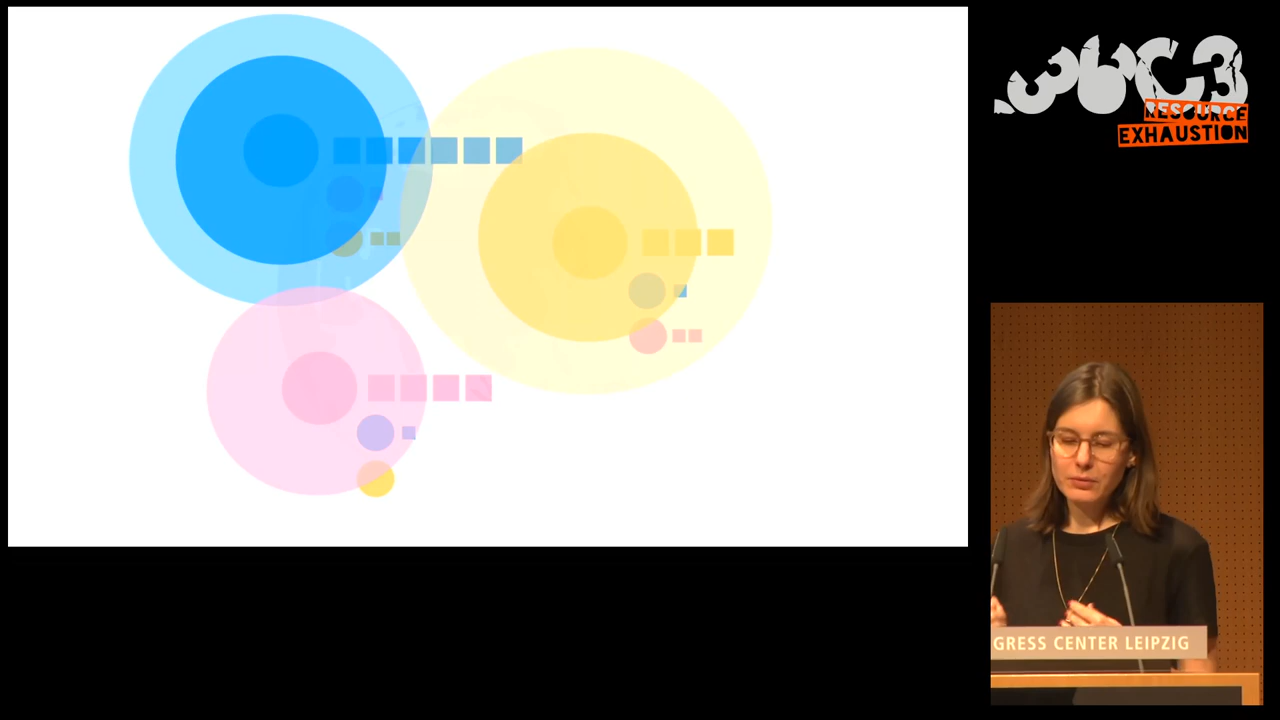 36C3
RESOURCE
EXHAUSTION
GRESS CENTER LEIPZIG